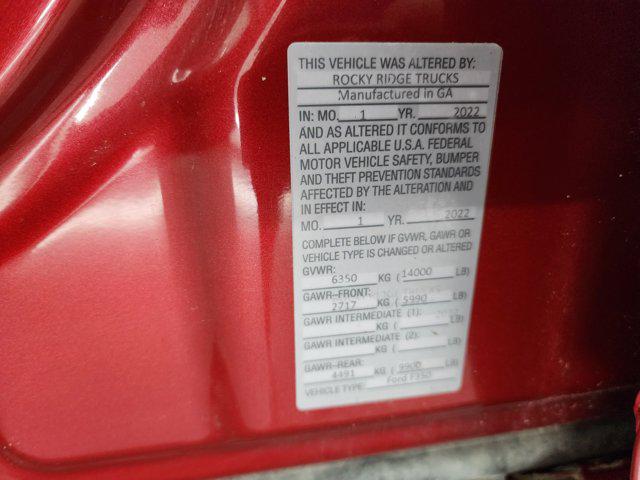 THIS VEHICLE WAS ALTERED BY:
ROCKY RIDGE TRUCKS
Manufactured in GA
IN: MO. 1 YR. 2022
AND AS ALTERED IT CONFORMS TO
ALL APPLICABLE U.S.A. FEDERAL
MOTOR VEHICLE SAFETY, BUMPER
AND THEFT PREVENTION STANDARDS
AFFECTED BY THE ALTERATION AND
IN EFFECT IN:
MO. 1 YR. 2022
COMPLETE BELOW IF GVWR, GAWR OR
VEHICLE TYPE IS CHANGED OR ALTERED
GVWR:
6350 KG (14000 LB)
GAWR--FRONT:
2717 KG (5990 LB)
GAWR INTERMEDIATE (1):
KG ( LB)
GAWR INTERMEDIATE (2):
KG ( LB)
GAWR--REAR:
4491 KG (9900 LB)
VEHICLE TYPE: Ford F350